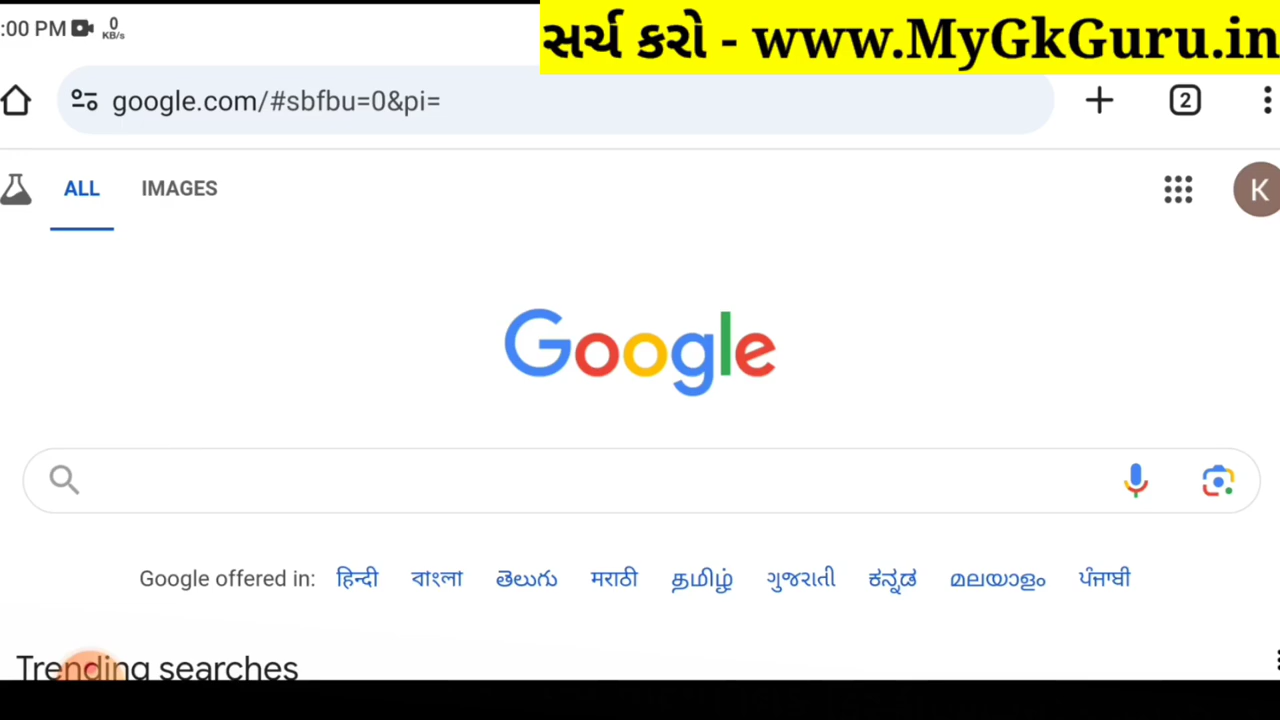 :00 PM 0 KB/s
સર્ચ કરો - www.MyGkGuru.in
google.com/#sbfbu=0&pi=
2
ALL IMAGES
K
Google
Google offered in: हिन्दी বাংলা తెలుగు मराठी தமிழ் ગુજરાતી ಕನ್ನಡ മലയാളം ਪੰਜਾਬੀ
Trending searches